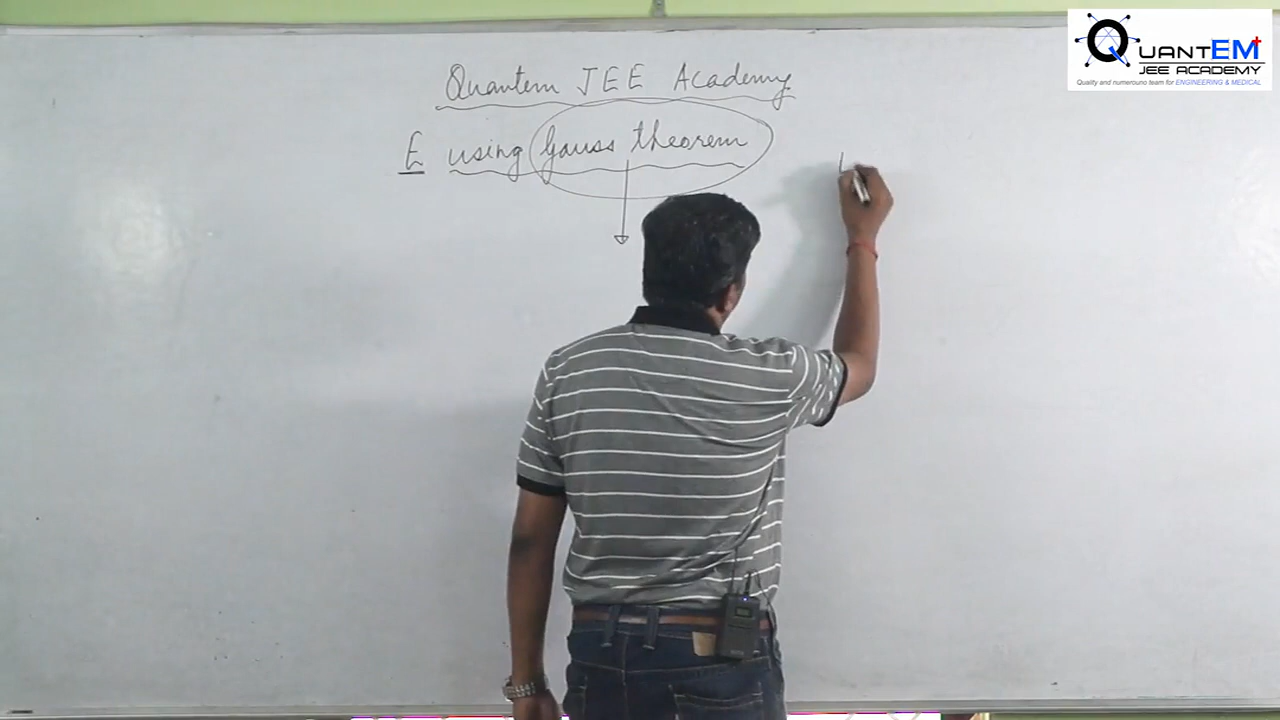 Quantem JEE Academy
E using Gauss theorem
QUANTEM+
JEE ACADEMY
Quality and numerouno team for ENGINEERING & MEDICAL